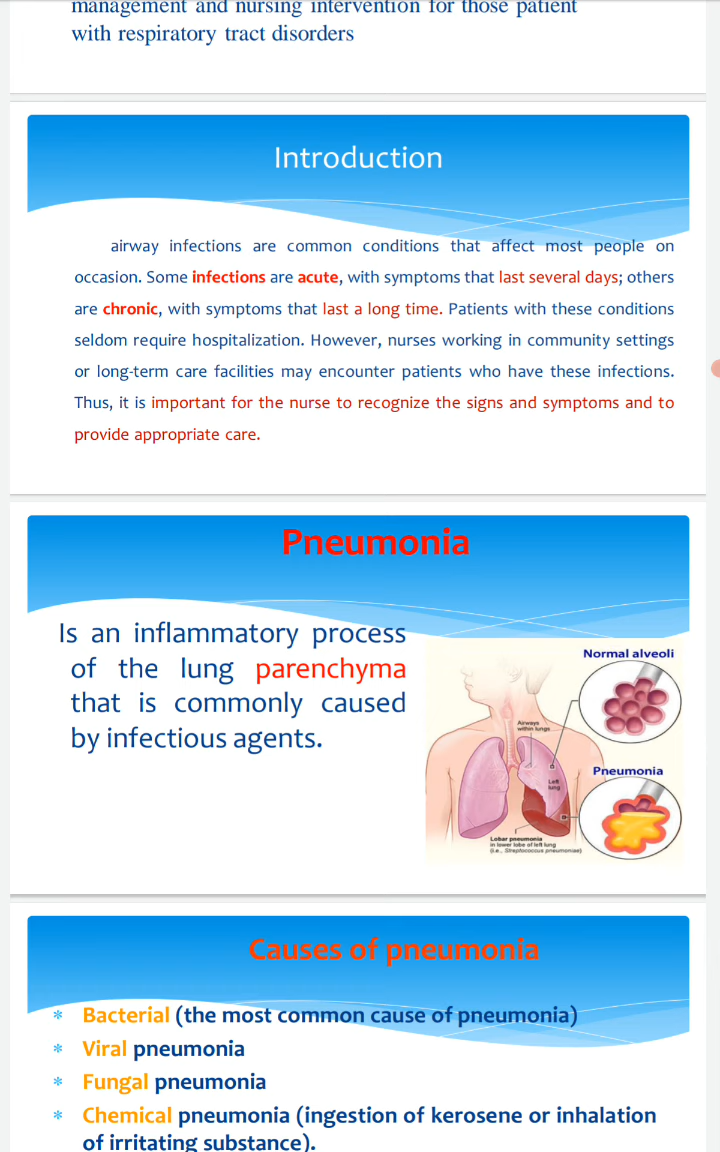 management and nursing intervention for those patient
with respiratory tract disorders
Introduction
airway infections are common conditions that affect most people on
occasion. Some infections are acute, with symptoms that last several days; others
are chronic, with symptoms that last a long time. Patients with these conditions
seldom require hospitalization. However, nurses working in community settings
or long-term care facilities may encounter patients who have these infections.
Thus, it is important for the nurse to recognize the signs and symptoms and to
provide appropriate care.
Pneumonia
Is an inflammatory process
of the lung parenchyma
that is commonly caused
by infectious agents.
Normal alveoli
Airways
within lungs
Pneumonia
Left
lung
Lobar pneumonia
in lower lobe of left lung
(i.e., Streptococcus pneumoniae)
Causes of pneumonia
* Bacterial (the most common cause of pneumonia)
* Viral pneumonia
* Fungal pneumonia
* Chemical pneumonia (ingestion of kerosene or inhalation
of irritating substance).